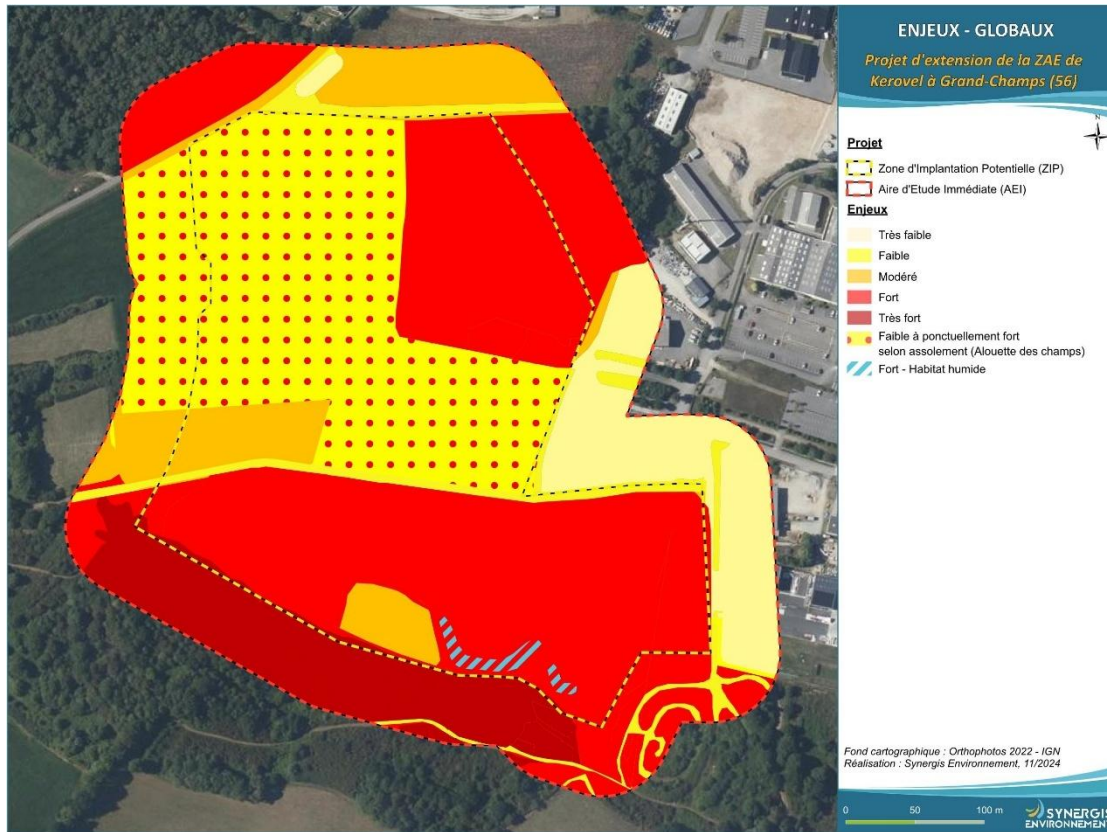 ENJEUX - GLOBAUX
Projet d'extension de la ZAE de
Kerovel à Grand-Champs (56)
N
Projet
Zone d'Implantation Potentielle (ZIP)
Aire d'Etude Immédiate (AEI)
Enjeux
Très faible
Faible
Modéré
Fort
Très fort
Faible à ponctuellement fort
selon assolement (Alouette des champs)
Fort - Habitat humide
Fond cartographique : Orthophotos 2022 - IGN
Réalisation : Synergis Environnement, 11/2024
0 50 100 m
SYNERGIS
ENVIRONNEMENT